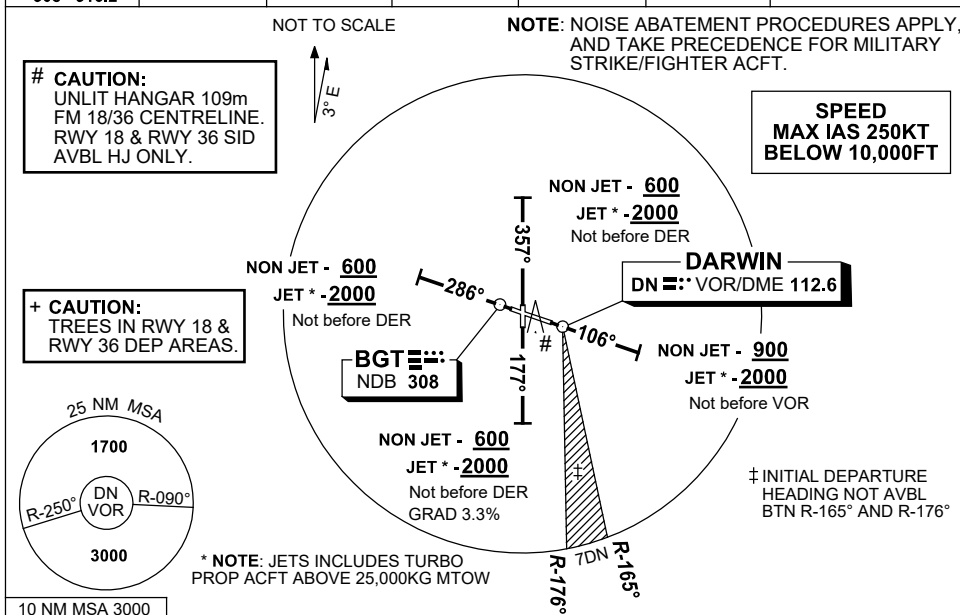 NOT TO SCALE
NOTE: NOISE ABATEMENT PROCEDURES APPLY,
AND TAKE PRECEDENCE FOR MILITARY
STRIKE/FIGHTER ACFT.
# CAUTION:
UNLIT HANGAR 109m
FM 18/36 CENTRELINE.
RWY 18 & RWY 36 SID
AVBL HJ ONLY.
3° E
SPEED
MAX IAS 250KT
BELOW 10,000FT
NON JET - 600
JET * - 2000
Not before DER
357°
DARWIN
DN VOR/DME 112.6
NON JET - 600
JET * - 2000
Not before DER
286°
+ CAUTION:
TREES IN RWY 18 &
RWY 36 DEP AREAS.
#
106°
BGT
NDB 308
177°
NON JET - 900
JET * - 2000
Not before VOR
25 NM MSA
1700
DN
VOR
R-250°
R-090°
3000
NON JET - 600
JET * - 2000
Not before DER
GRAD 3.3%
‡
‡ INITIAL DEPARTURE
HEADING NOT AVBL
BTN R-165° AND R-176°
* NOTE: JETS INCLUDES TURBO
PROP ACFT ABOVE 25,000KG MTOW
7DN
R-176°
R-165°
10 NM MSA 3000